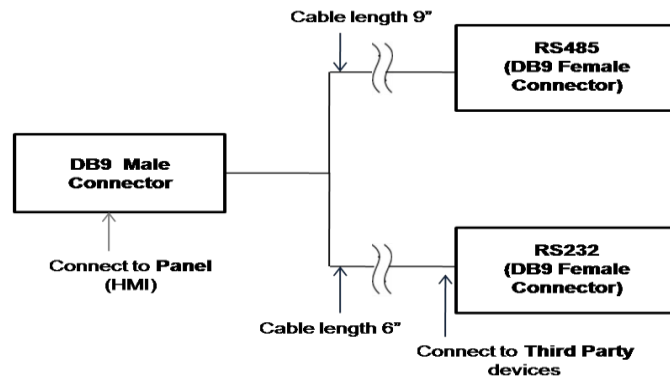 Cable length 9”
RS485
(DB9 Female
Connector)
DB9 Male
Connector
Connect to Panel
(HMI)
RS232
(DB9 Female
Connector)
Cable length 6”
Connect to Third Party
devices